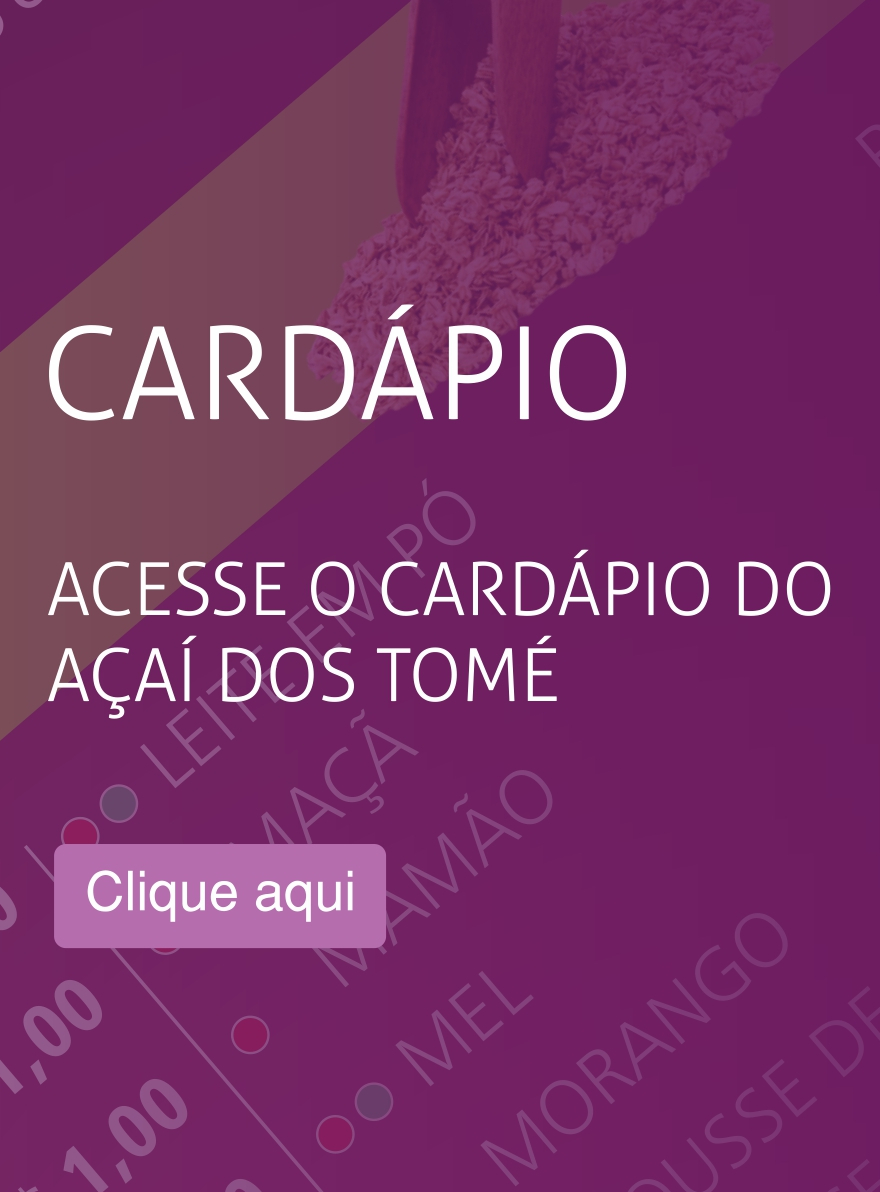 CARDÁPIO
ACESSE O CARDÁPIO DO
AÇAÍ DOS TOMÉ
LEITE EM PÓ
MAÇÃ
Clique aqui
MAMÃO
MEL
MORANGO
1,00
1,00